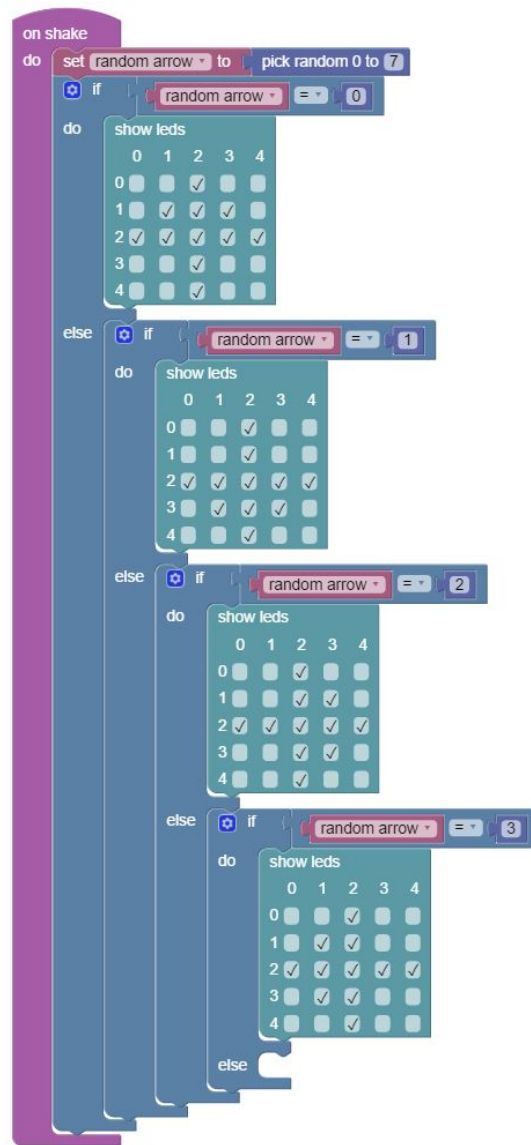 on shake
do set random arrow to pick random 0 to 7
if random arrow = 0
do show leds
0 1 2 3 4
0 ✓
1 ✓ ✓ ✓
2 ✓ ✓ ✓ ✓ ✓
3 ✓
4 ✓
else if random arrow = 1
do show leds
0 1 2 3 4
0 ✓
1 ✓
2 ✓ ✓ ✓ ✓ ✓
3 ✓ ✓ ✓
4 ✓
else if random arrow = 2
do show leds
0 1 2 3 4
0 ✓
1 ✓ ✓
2 ✓ ✓ ✓ ✓ ✓
3 ✓ ✓
4 ✓
else if random arrow = 3
do show leds
0 1 2 3 4
0 ✓
1 ✓ ✓
2 ✓ ✓ ✓ ✓ ✓
3 ✓ ✓
4 ✓
else